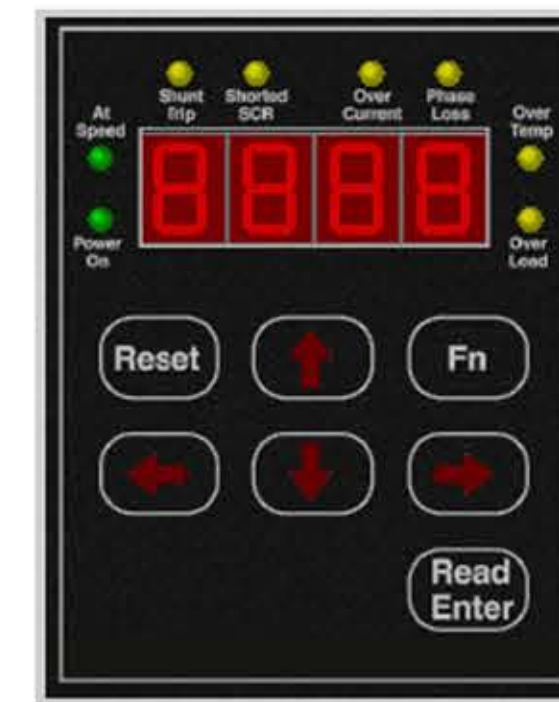 Shunt
Trip
Shorted
SCR
Over
Current
Phase
Loss
At
Speed
Over
Temp
8888
Power
On
Over
Load
Reset
Fn
Read
Enter